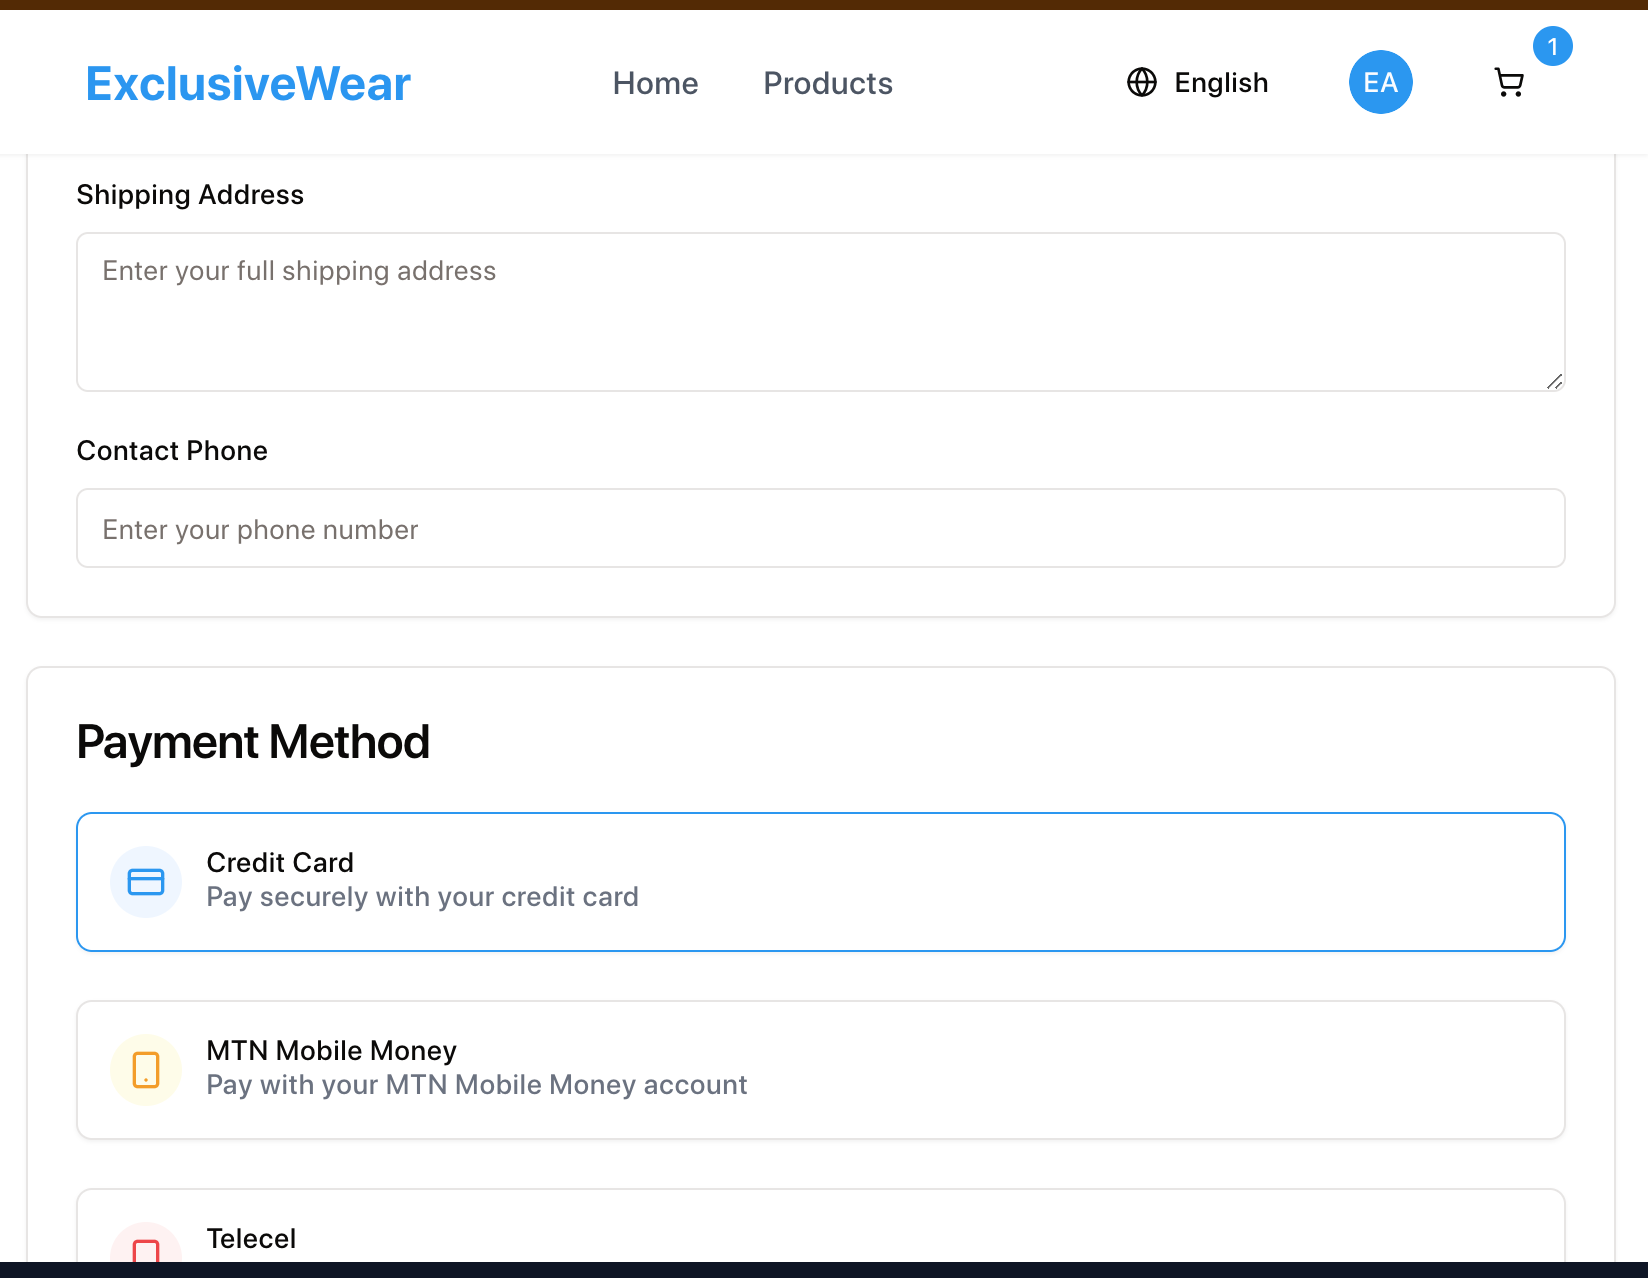 ExclusiveWear
Home
Products
English
EA
1
Shipping Address
Enter your full shipping address
Contact Phone
Enter your phone number
Payment Method
Credit Card
Pay securely with your credit card
MTN Mobile Money
Pay with your MTN Mobile Money account
Telecel